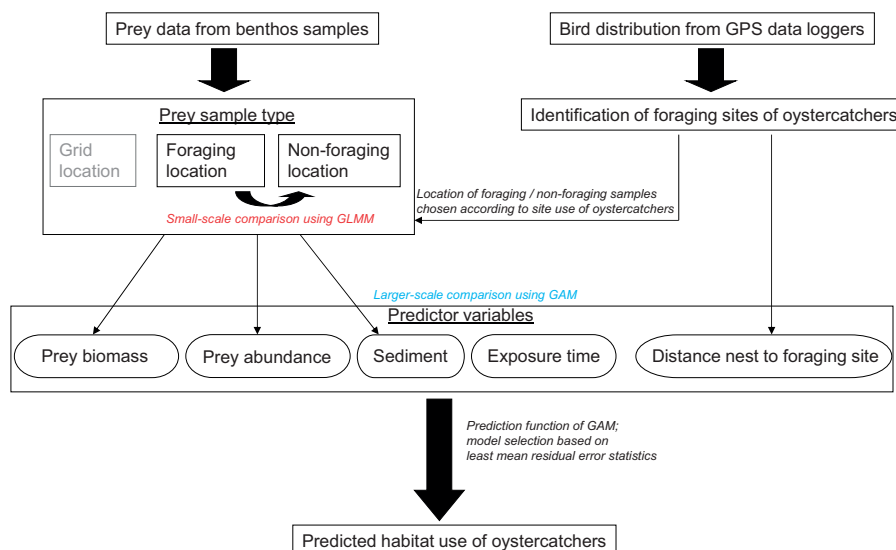 Prey data from benthos samples
Bird distribution from GPS data loggers
Prey sample type
Identification of foraging sites of oystercatchers
Grid
location
Foraging
location
Non-foraging
location
Location of foraging / non-foraging samples
chosen according to site use of oystercatchers
Small-scale comparison using GLMM
Larger-scale comparison using GAM
Predictor variables
Prey biomass
Prey abundance
Sediment
Exposure time
Distance nest to foraging site
Prediction function of GAM;
model selection based on
least mean residual error statistics
Predicted habitat use of oystercatchers